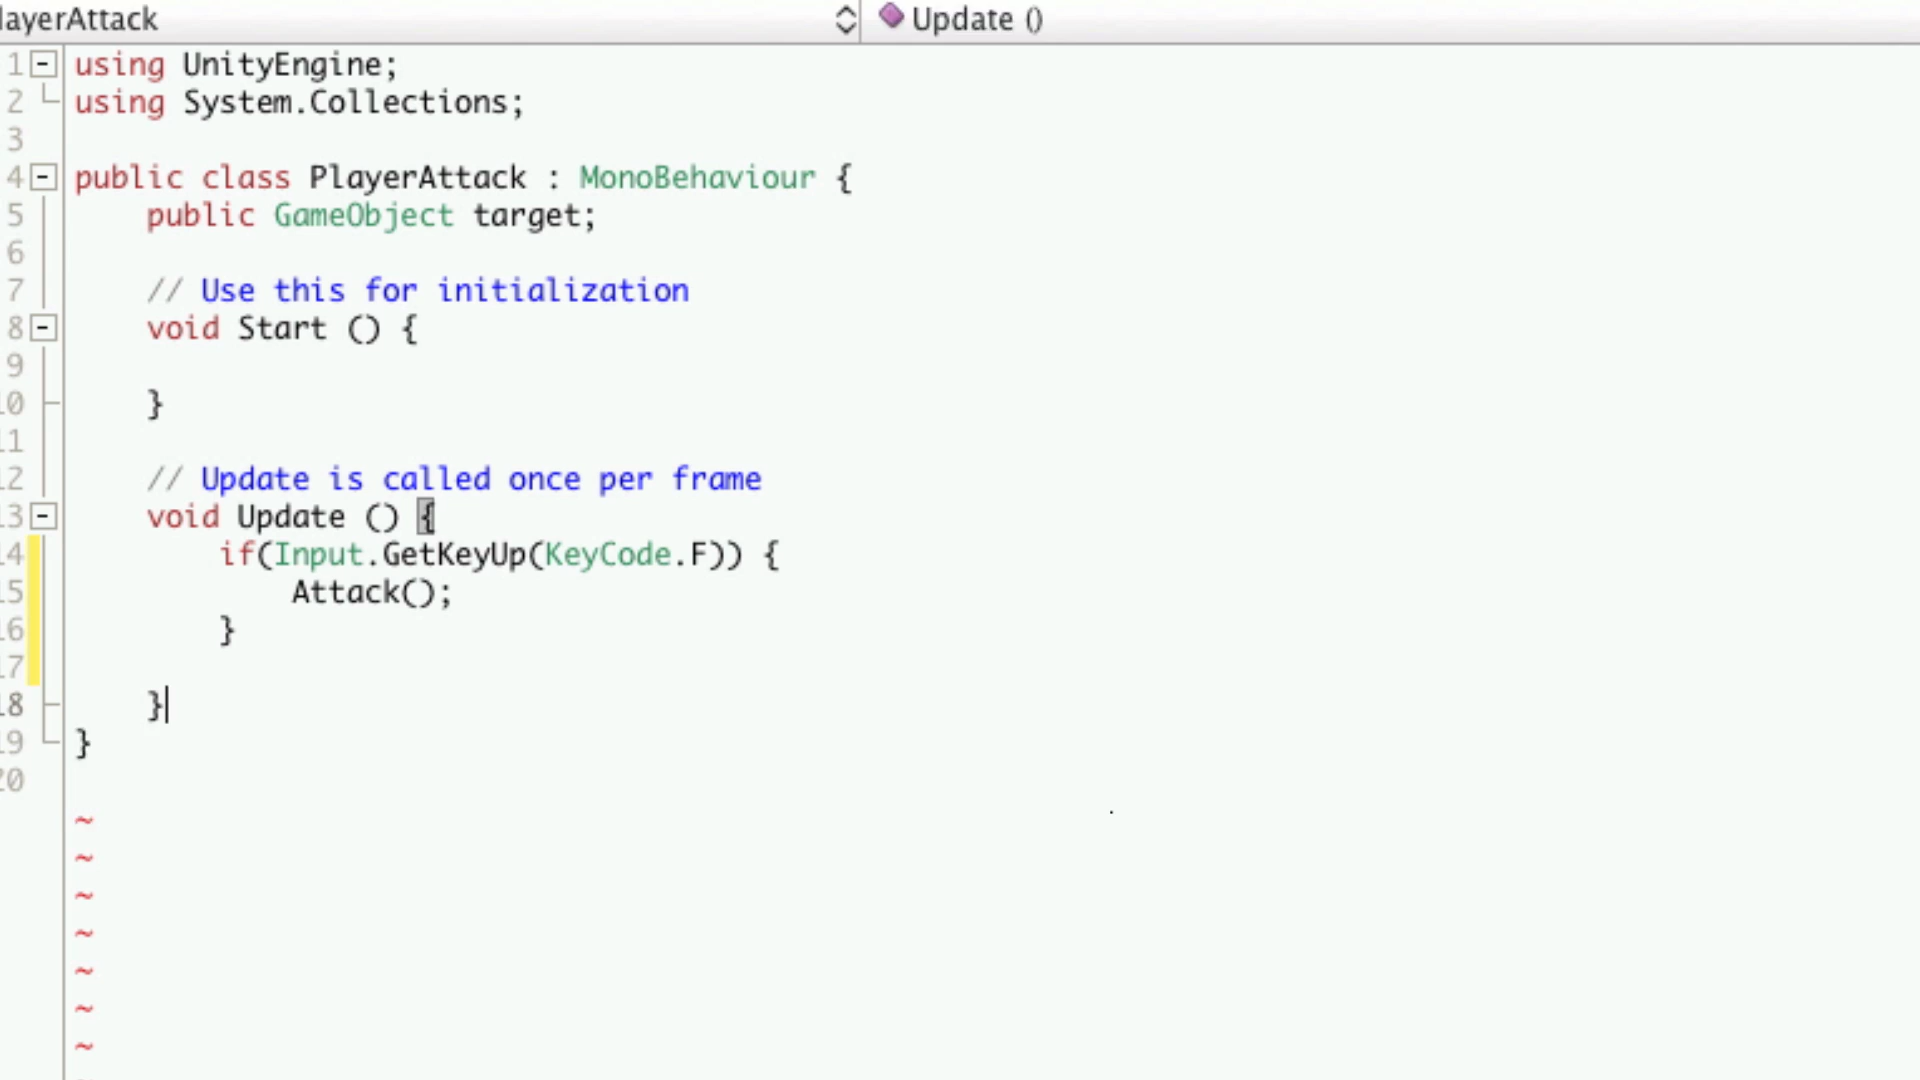 layerAttack
Update ()
1 using UnityEngine;
2 using System.Collections;
3
4 public class PlayerAttack : MonoBehaviour {
5 public GameObject target;
6
7 // Use this for initialization
8 void Start () {
9
10 }
11
12 // Update is called once per frame
13 void Update () {
14 if(Input.GetKeyUp(KeyCode.F)) {
15 Attack();
16 }
17
18 }
19 }
20
~
~
~
~
~
~
~